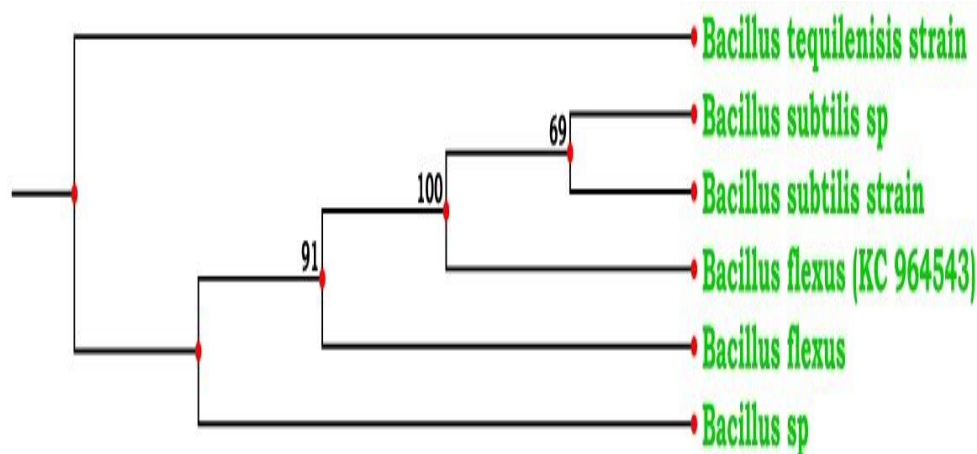 Bacillus tequilenisis strain
Bacillus subtilis sp
69
Bacillus subtilis strain
100
Bacillus flexus (KC 964543)
91
Bacillus flexus
Bacillus sp